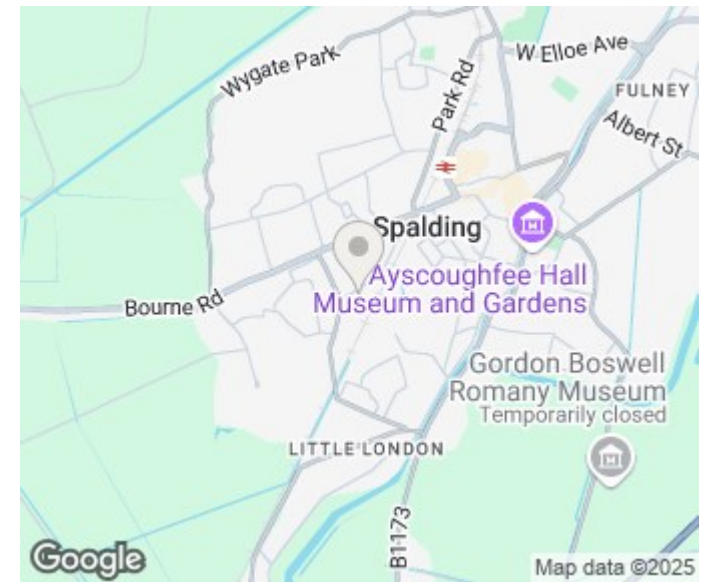 Wygate Park
Park Rd
W Elloe Ave
FULNEY
Albert St
Spalding
Ayscoughfee Hall
Museum and Gardens
Bourne Rd
Gordon Boswell
Romany Museum
Temporarily closed
LITTLE LONDON
B1173
Google
Map data ©2025